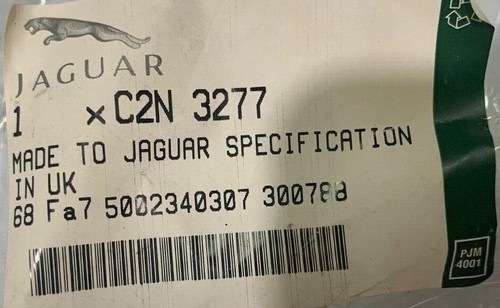 JAGUAR
1 x C2N 3277
MADE TO JAGUAR SPECIFICATION
IN UK
68 Fa7 5002340307 300788
PJM
4001